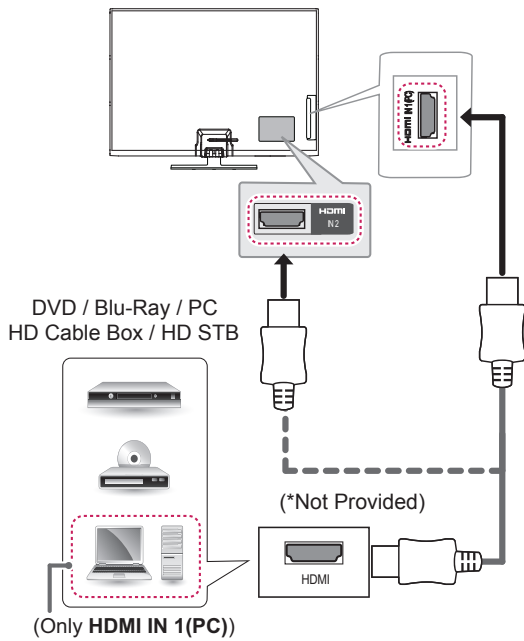 HDMI IN 1(PC)
HDMI
IN 2
DVD / Blu-Ray / PC
HD Cable Box / HD STB
(*Not Provided)
HDMI
(Only HDMI IN 1(PC))